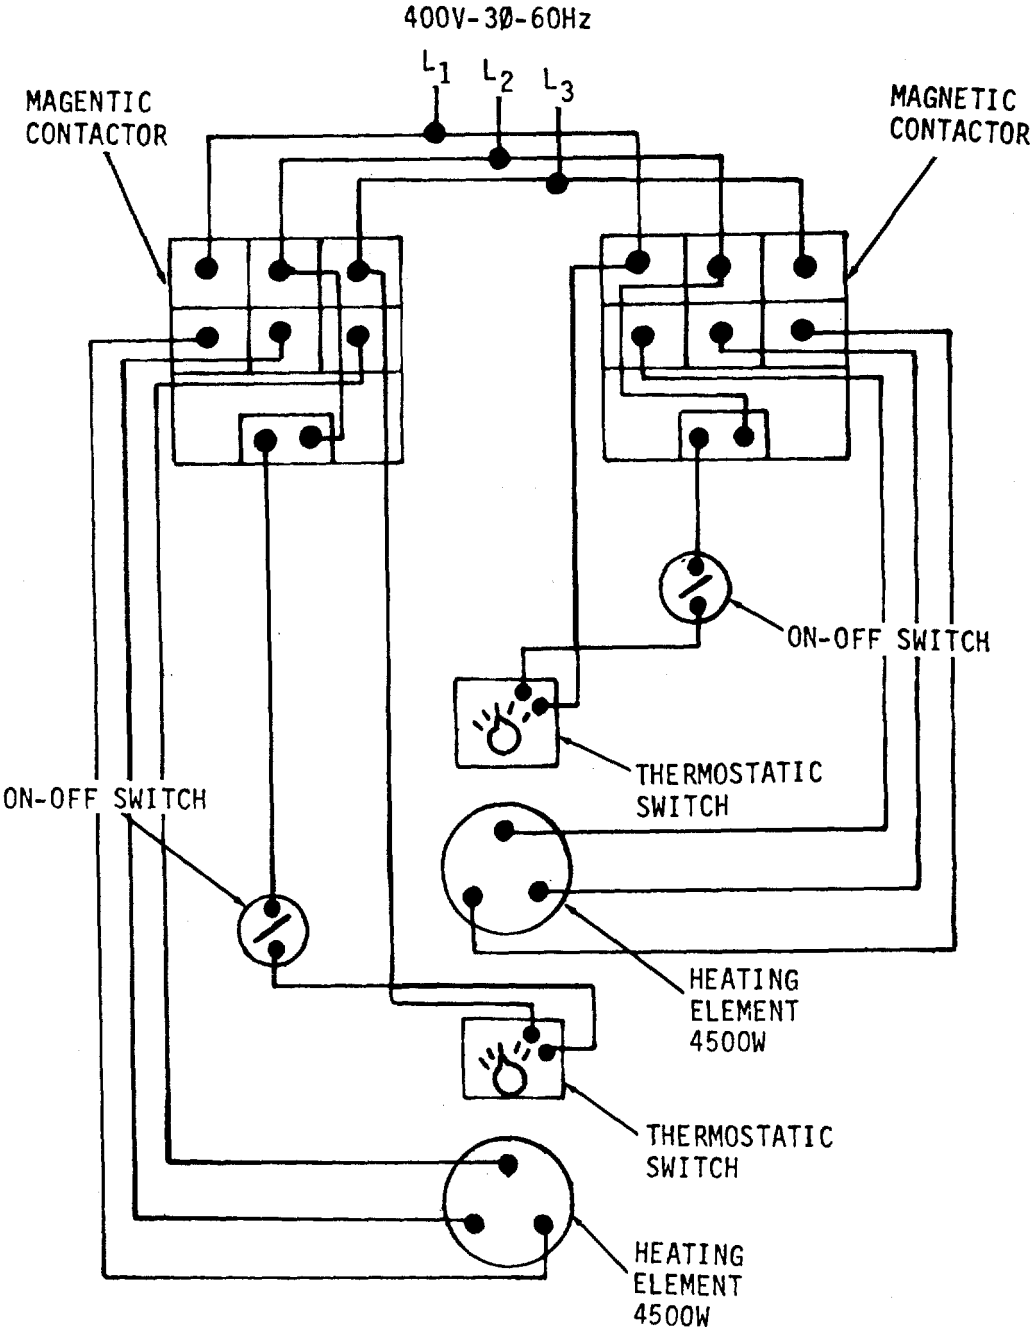 400V-3Ø-60Hz
L1
L2
L3
MAGENTIC
CONTACTOR
MAGNETIC
CONTACTOR
ON-OFF SWITCH
THERMOSTATIC
SWITCH
ON-OFF SWITCH
HEATING
ELEMENT
4500W
THERMOSTATIC
SWITCH
HEATING
ELEMENT
4500W